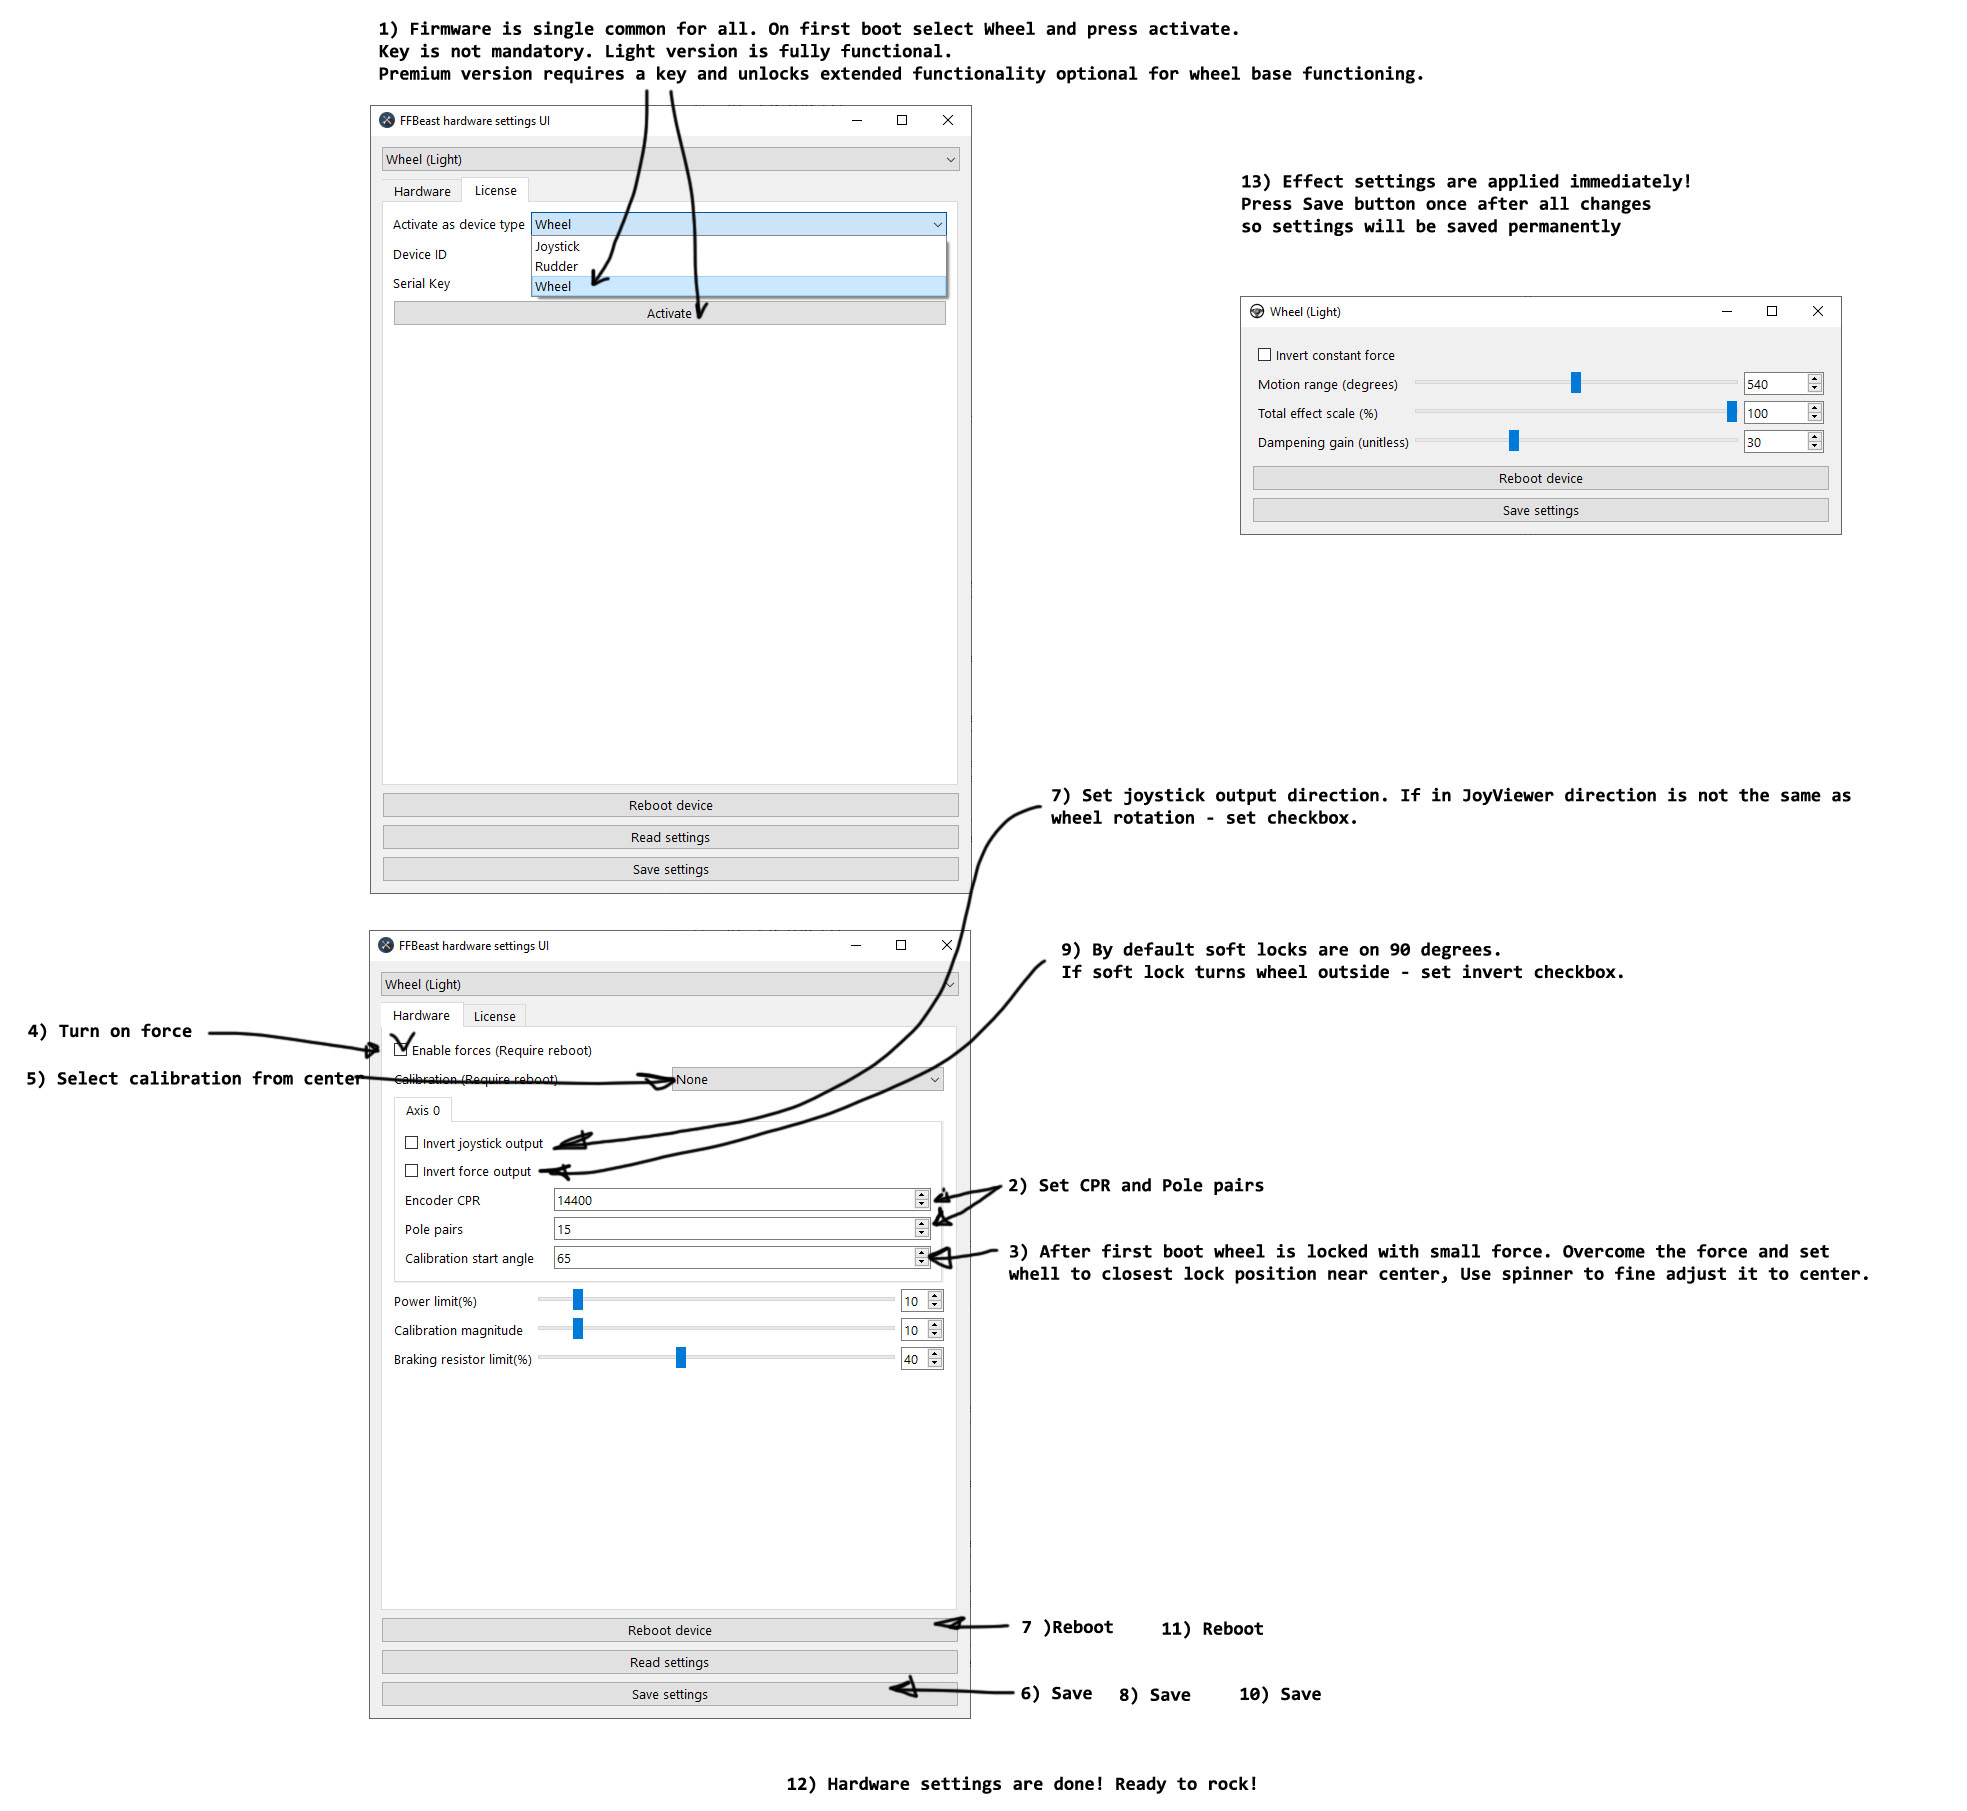 1) Firmware is single common for all. On first boot select Wheel and press activate.
Key is not mandatory. Light version is fully functional.
Premium version requires a key and unlocks extended functionality optional for wheel base functioning.
FFBeast hardware settings UI
Wheel (Light)
Hardware
License
Activate as device type
Wheel
Joystick
Device ID
Rudder
Serial Key
Wheel
Activate
Reboot device
Read settings
Save settings
13) Effect settings are applied immediately!
Press Save button once after all changes
so settings will be saved permanently
Wheel (Light)
Invert constant force
Motion range (degrees)
540
Total effect scale (%)
100
Dampening gain (unitless)
30
Reboot device
Save settings
7) Set joystick output direction. If in JoyViewer direction is not the same as
wheel rotation - set checkbox.
9) By default soft locks are on 90 degrees.
If soft lock turns wheel outside - set invert checkbox.
FFBeast hardware settings UI
Wheel (Light)
Hardware
License
4) Turn on force
Enable forces (Require reboot)
5) Select calibration from center
Calibration (Require reboot)
None
Axis 0
Invert joystick output
Invert force output
Encoder CPR
14400
2) Set CPR and Pole pairs
Pole pairs
15
Calibration start angle
65
3) After first boot wheel is locked with small force. Overcome the force and set
whell to closest lock position near center, Use spinner to fine adjust it to center.
Power limit(%)
10
Calibration magnitude
10
Braking resistor limit(%)
40
Reboot device
7 )Reboot
11) Reboot
Read settings
Save settings
6) Save
8) Save
10) Save
12) Hardware settings are done! Ready to rock!